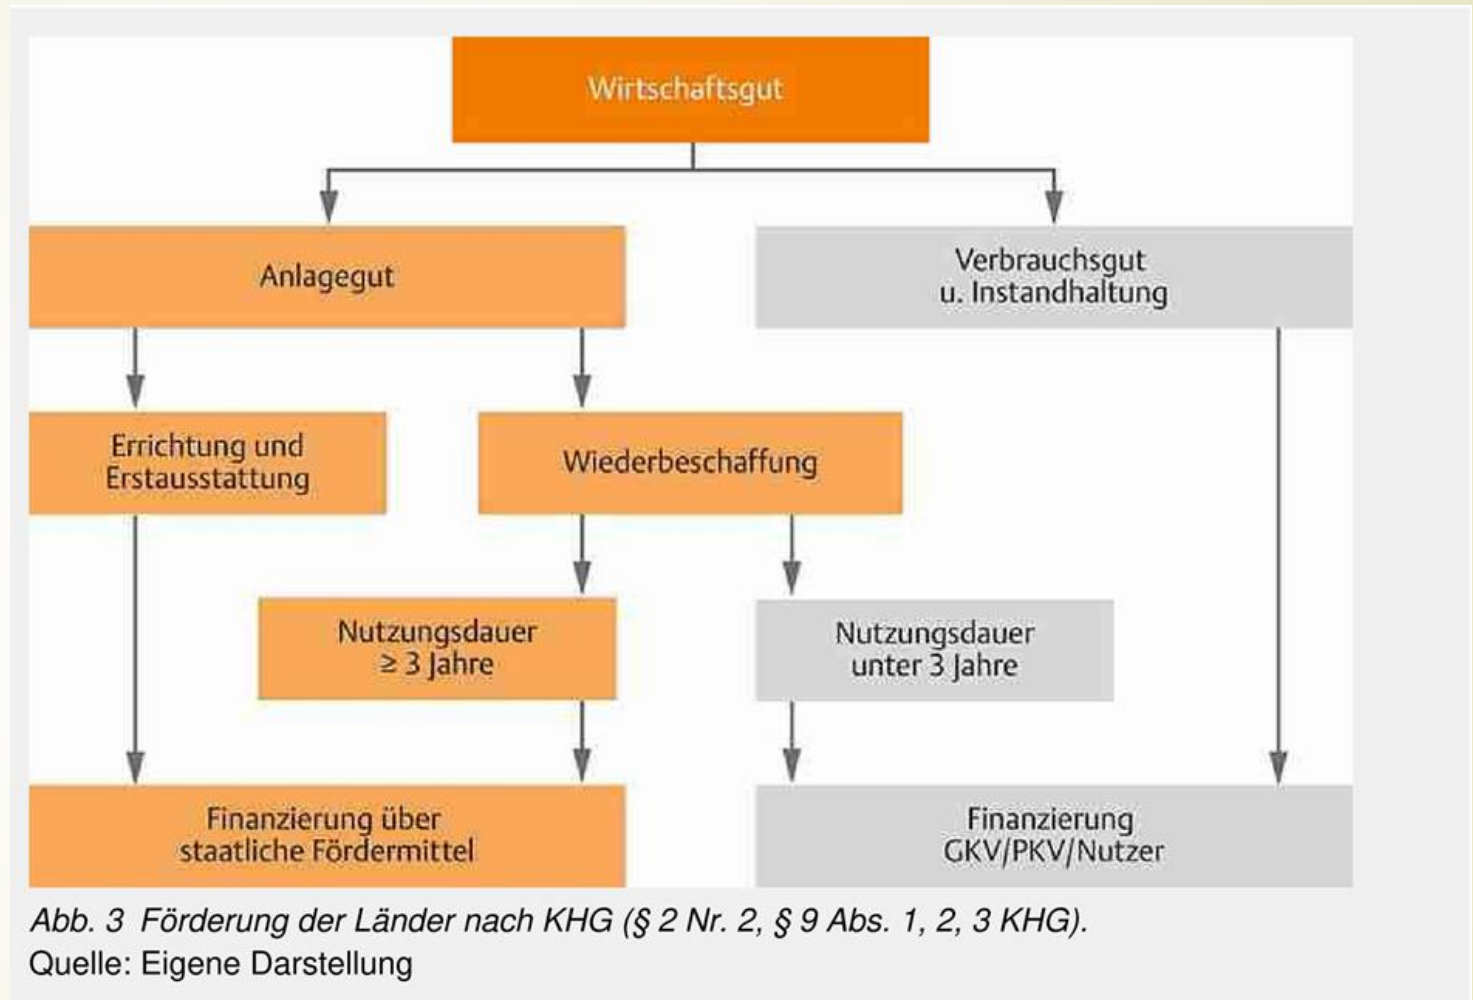 Wirtschaftsgut
Anlagegut
Verbrauchsgut
u. Instandhaltung
Errichtung und
Erstausstattung
Wiederbeschaffung
Nutzungsdauer
≥ 3 Jahre
Nutzungsdauer
unter 3 Jahre
Finanzierung über
staatliche Fördermittel
Finanzierung
GKV/PKV/Nutzer
Abb. 3 Förderung der Länder nach KHG (§ 2 Nr. 2, § 9 Abs. 1, 2, 3 KHG).
Quelle: Eigene Darstellung